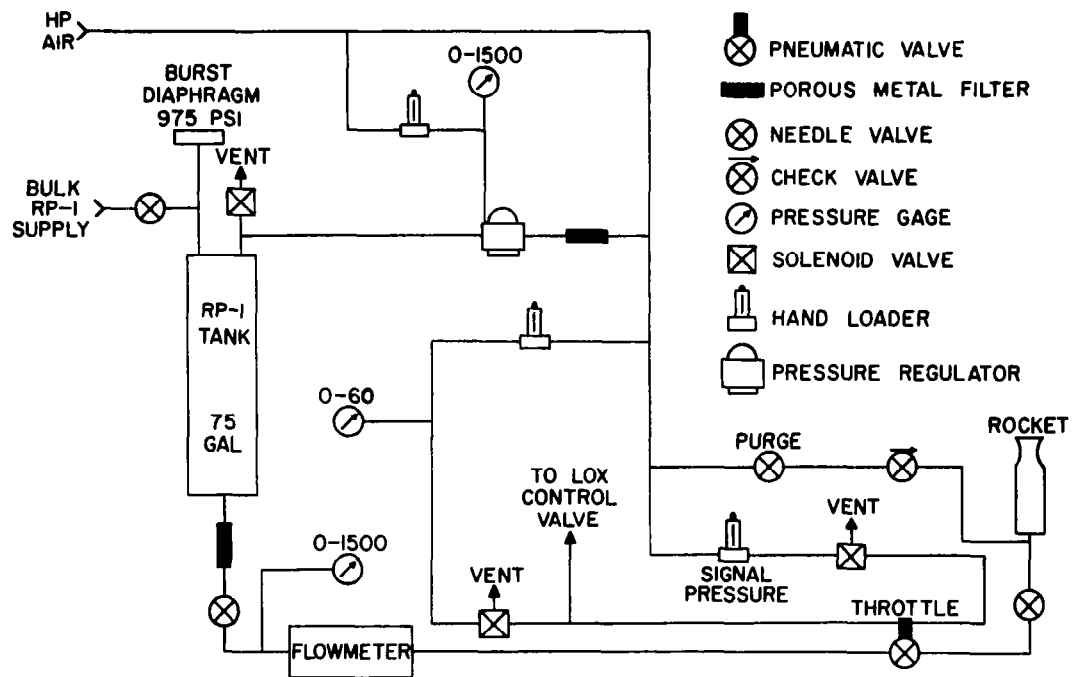 HP
AIR
BURST
DIAPHRAGM
975 PSI
VENT
BULK
RP-1
SUPPLY
0-1500
RP-1
TANK
75
GAL
0-60
0-1500
VENT
FLOWMETER
TO LOX
CONTROL
VALVE
PURGE
SIGNAL
PRESSURE
VENT
THROTTLE
ROCKET
PNEUMATIC VALVE
POROUS METAL FILTER
NEEDLE VALVE
CHECK VALVE
PRESSURE GAGE
SOLENOID VALVE
HAND LOADER
PRESSURE REGULATOR